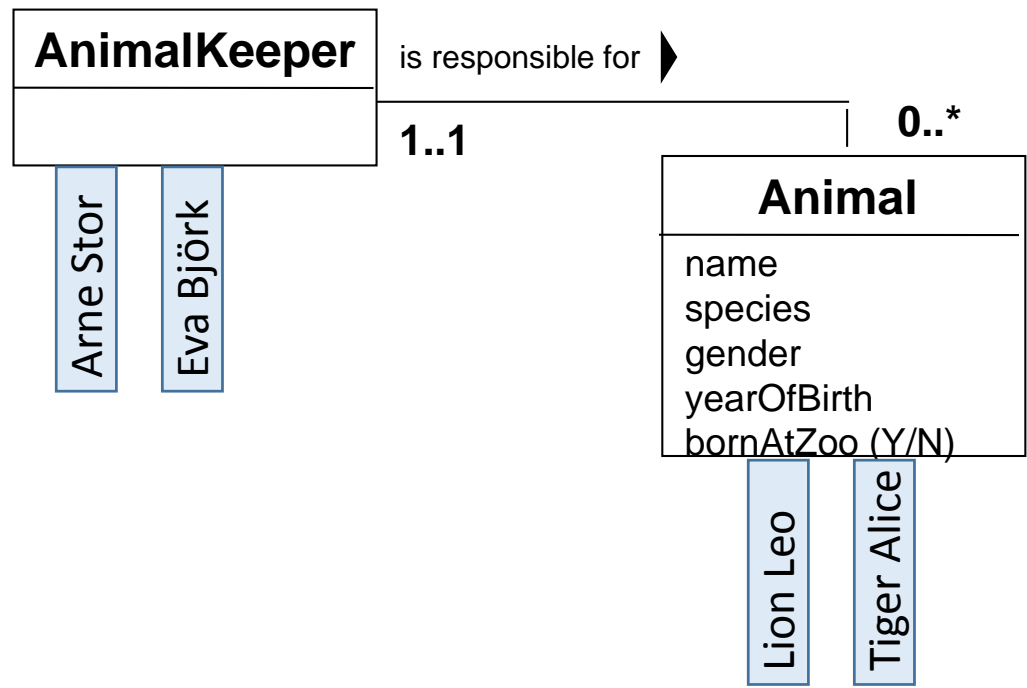 AnimalKeeper
is responsible for
1..1
0..*
Arne Stor
Eva Björk
Animal
name
species
gender
yearOfBirth
bornAtZoo (Y/N)
Lion Leo
Tiger Alice